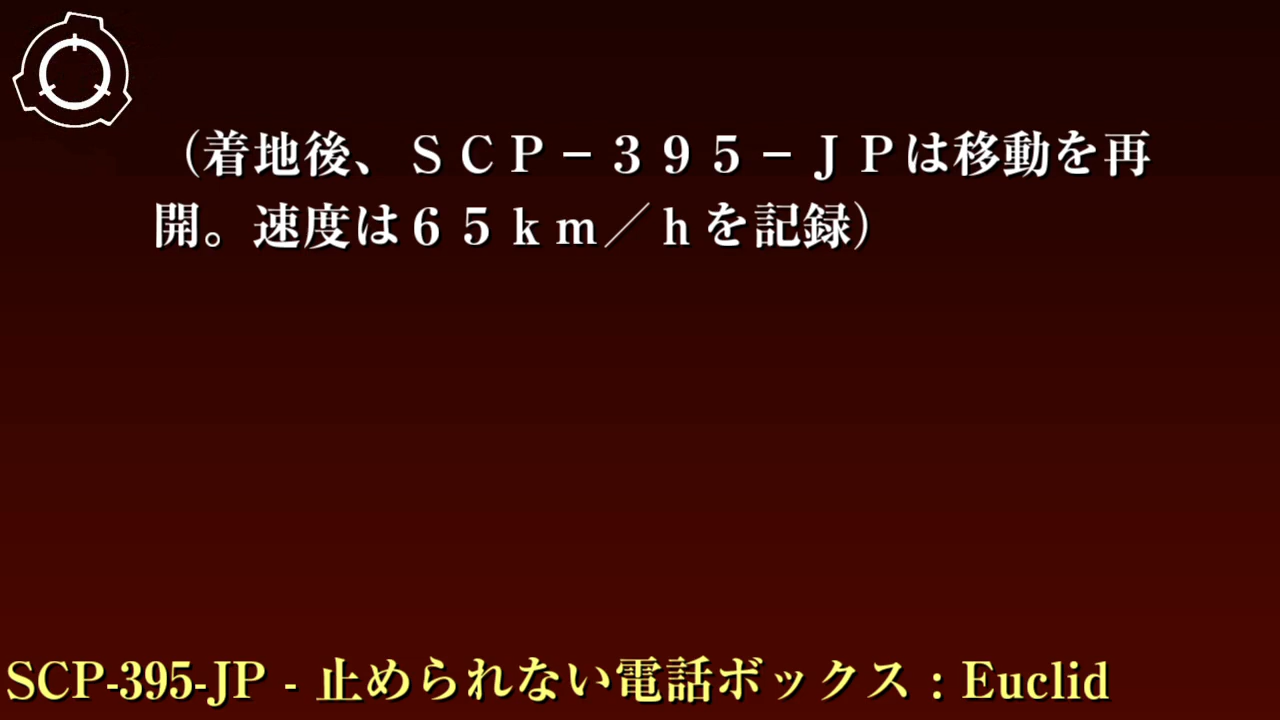 （着地後、ＳＣＰ－３９５－ＪＰは移動を再
開。速度は６５ｋｍ／ｈを記録）
SCP-395-JP - 止められない電話ボックス：Euclid